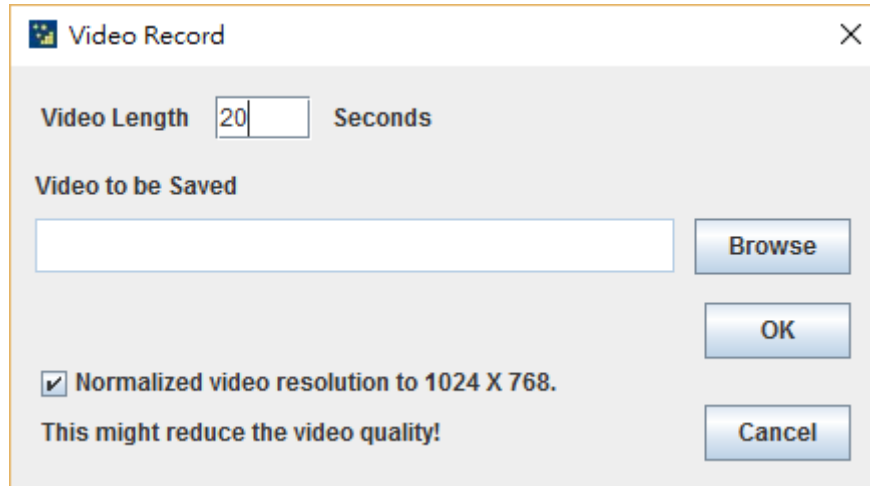 Video Record
Video Length 20 Seconds
Video to be Saved
Browse
OK
Normalized video resolution to 1024 X 768.
This might reduce the video quality!
Cancel